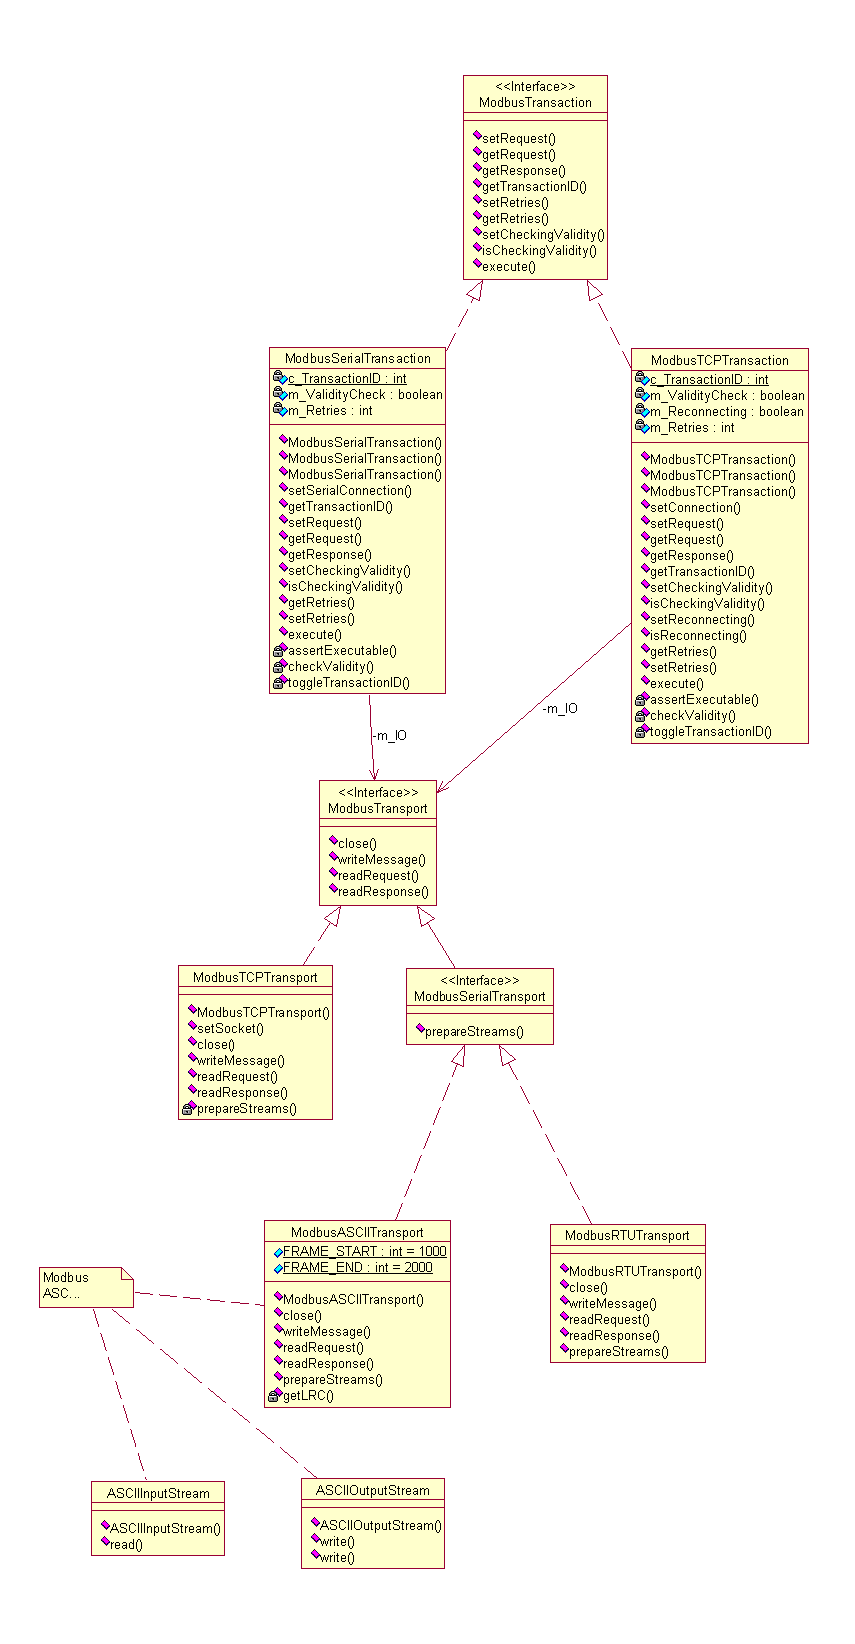 <<Interface>>
ModbusTransaction
setRequest()
getRequest()
getResponse()
getTransactionID()
setRetries()
getRetries()
setCheckingValidity()
isCheckingValidity()
execute()
ModbusSerialTransaction
c_TransactionID : int
m_ValidityCheck : boolean
m_Retries : int
ModbusSerialTransaction()
ModbusSerialTransaction()
ModbusSerialTransaction()
setSerialConnection()
getTransactionID()
setRequest()
getRequest()
getResponse()
setCheckingValidity()
isCheckingValidity()
getRetries()
setRetries()
execute()
assertExecutable()
checkValidity()
toggleTransactionID()
ModbusTCPTransaction
c_TransactionID : int
m_ValidityCheck : boolean
m_Reconnecting : boolean
m_Retries : int
ModbusTCPTransaction()
ModbusTCPTransaction()
ModbusTCPTransaction()
setConnection()
setRequest()
getRequest()
getResponse()
getTransactionID()
setCheckingValidity()
isCheckingValidity()
setReconnecting()
isReconnecting()
getRetries()
setRetries()
execute()
assertExecutable()
checkValidity()
toggleTransactionID()
-m_IO
-m_IO
<<Interface>>
ModbusTransport
close()
writeMessage()
readRequest()
readResponse()
ModbusTCPTransport
ModbusTCPTransport()
setSocket()
close()
writeMessage()
readRequest()
readResponse()
prepareStreams()
<<Interface>>
ModbusSerialTransport
prepareStreams()
ModbusASCIITransport
FRAME_START : int = 1000
FRAME_END : int = 2000
ModbusASCIITransport()
close()
writeMessage()
readRequest()
readResponse()
prepareStreams()
getLRC()
ModbusRTUTransport
ModbusRTUTransport()
close()
writeMessage()
readRequest()
readResponse()
prepareStreams()
Modbus
ASC...
ASCIIInputStream
ASCIIInputStream()
read()
ASCIIOutputStream
ASCIIOutputStream()
write()
write()